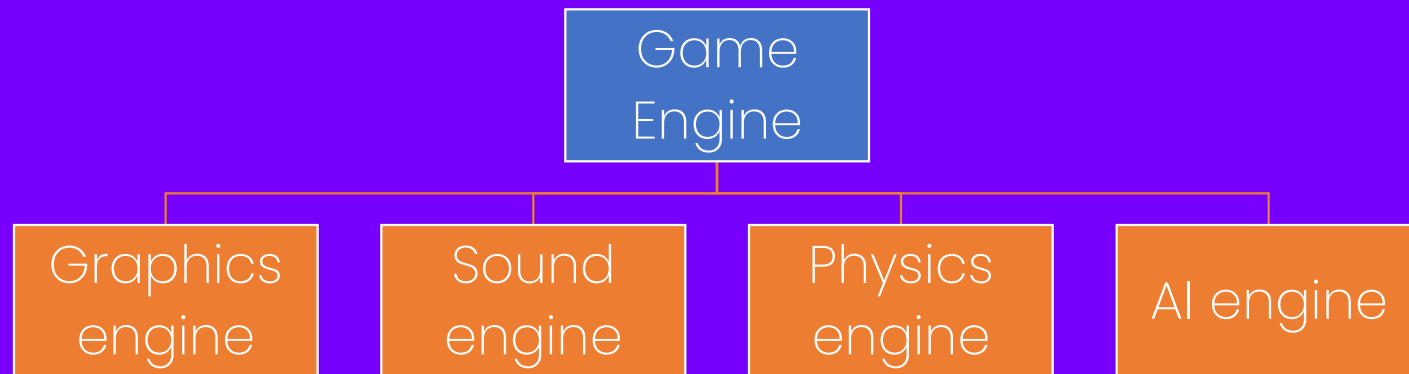 Game
Engine
Graphics
engine
Sound
engine
Physics
engine
AI engine